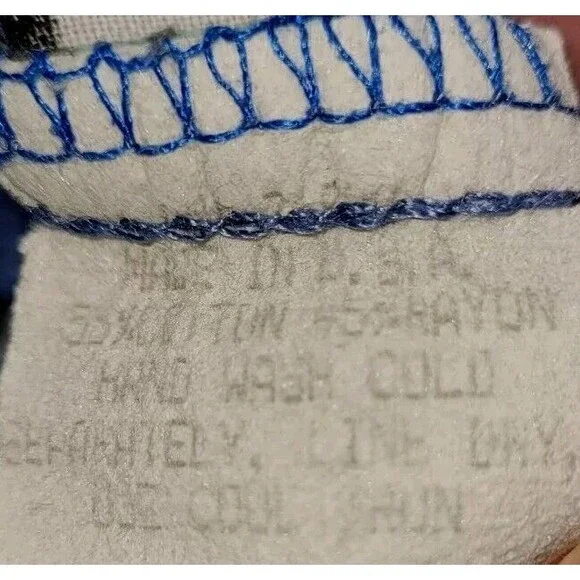 MADE IN U.S.A.
55%COTTON 45%RAYON
HAND WASH COLD
SEPARATELY, LINE DRY,
USE COOL IRON